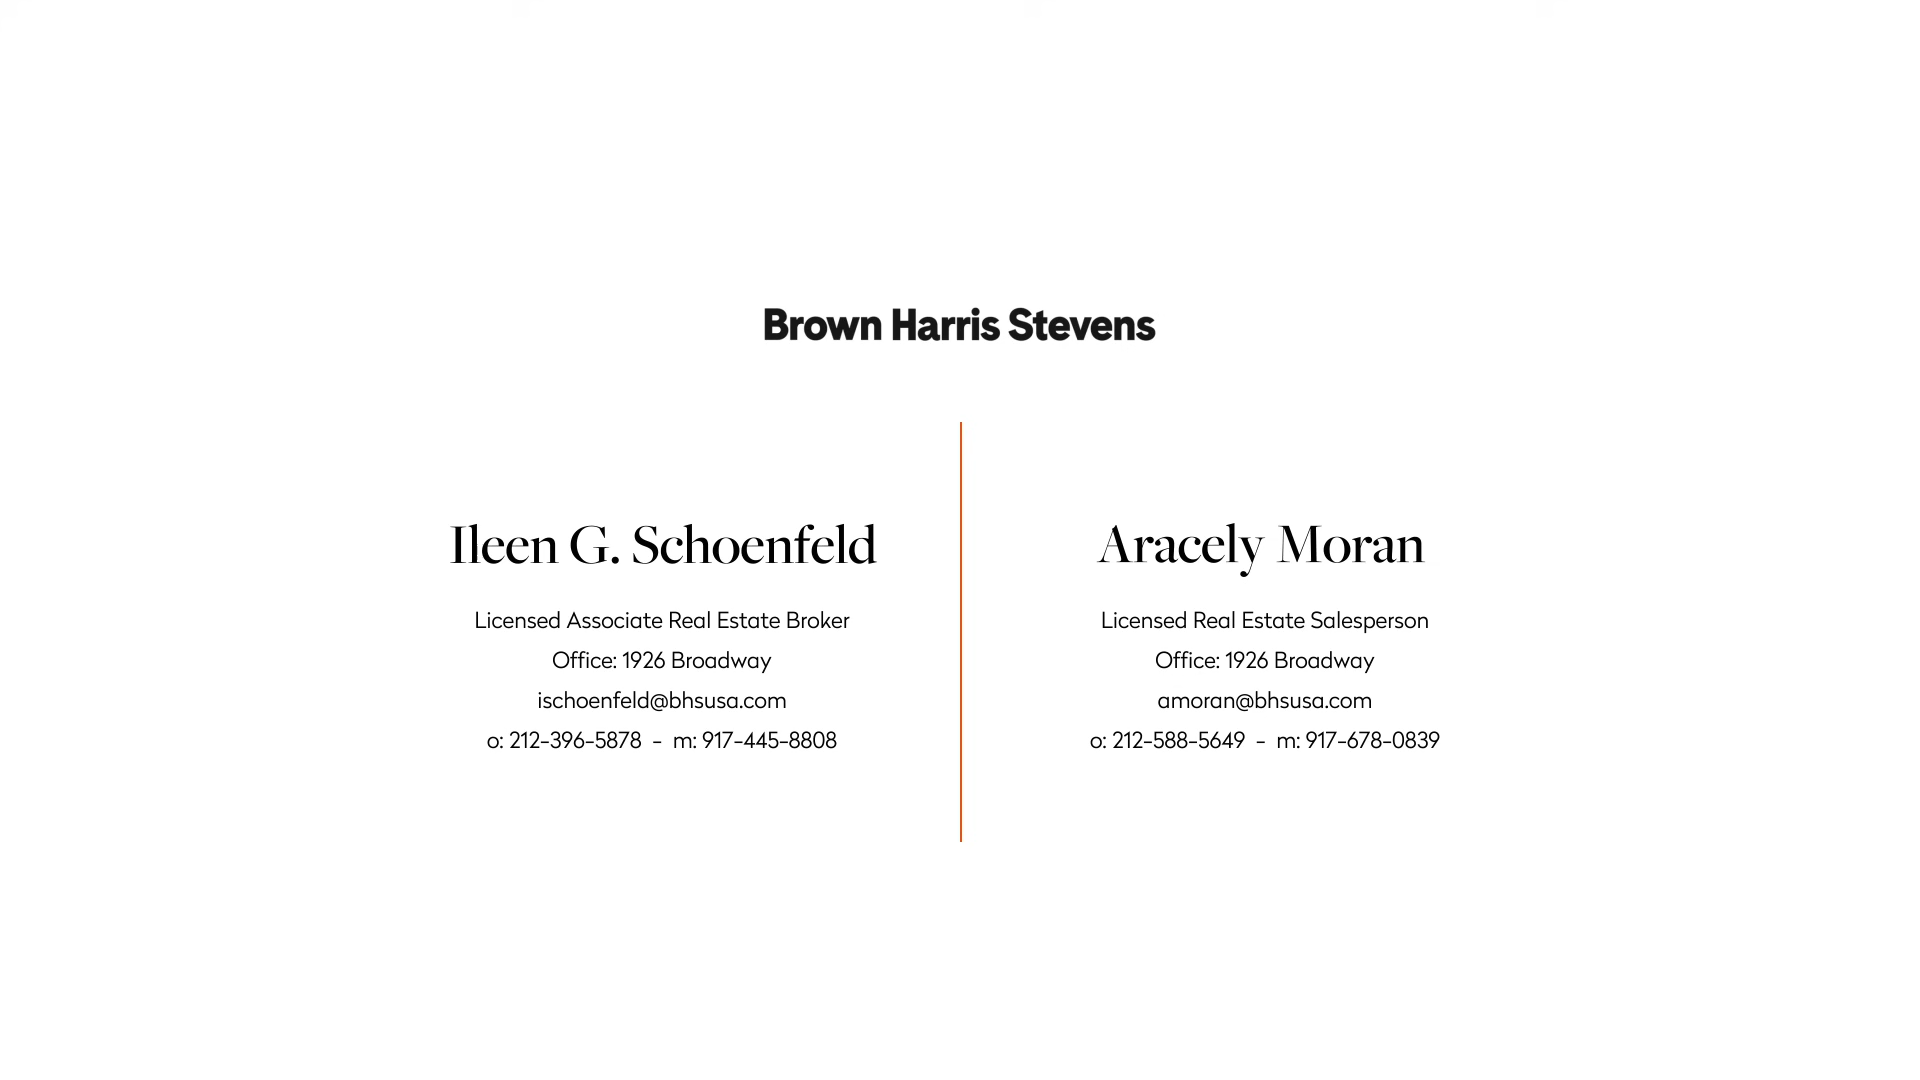 Brown Harris Stevens
Ileen G. Schoenfeld
Licensed Associate Real Estate Broker
Office: 1926 Broadway
ischoenfeld@bhsusa.com
o: 212-396-5878 - m: 917-445-8808
Aracely Moran
Licensed Real Estate Salesperson
Office: 1926 Broadway
amoran@bhsusa.com
o: 212-588-5649 - m: 917-678-0839